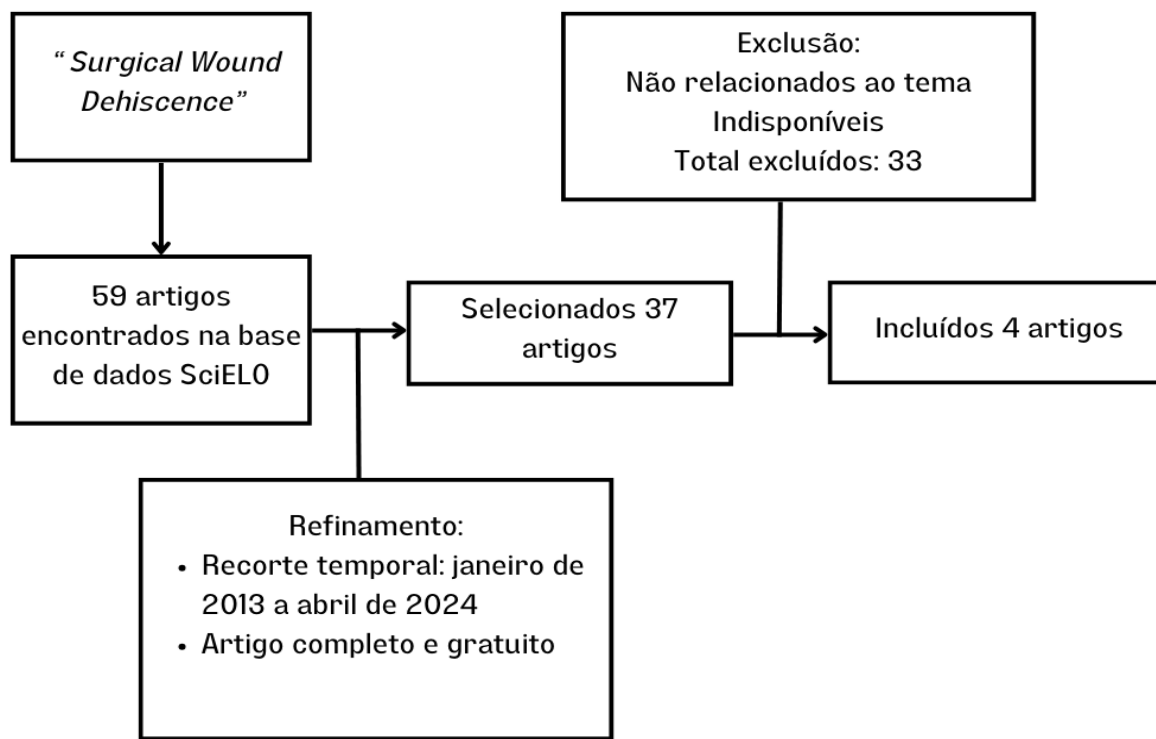 “ Surgical Wound
Dehiscence”
Exclusão:
Não relacionados ao tema
Indisponíveis
Total excluídos: 33
59 artigos
encontrados na base
de dados SciELO
Selecionados 37
artigos
Incluídos 4 artigos
Refinamento:
• Recorte temporal: janeiro de
2013 a abril de 2024
• Artigo completo e gratuito